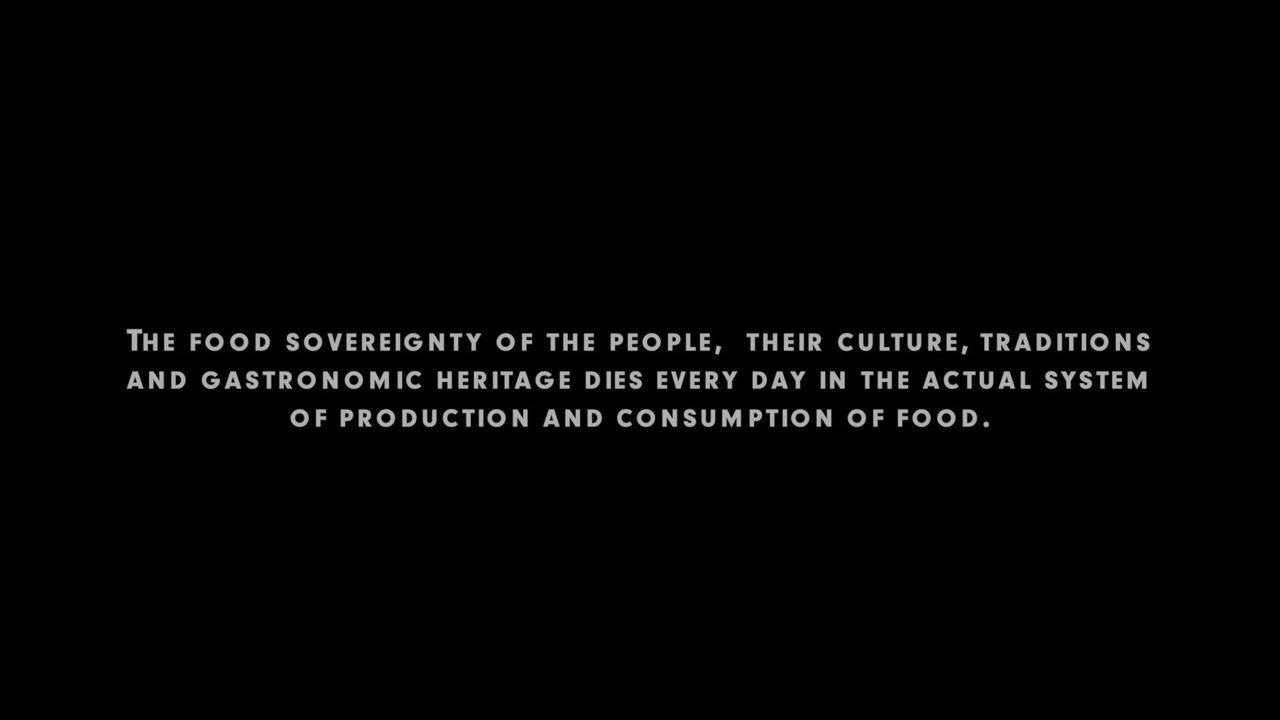 The food sovereignty of the people,  their culture, traditions
and gastronomic heritage dies every day in the actual system
of production and consumption of food.